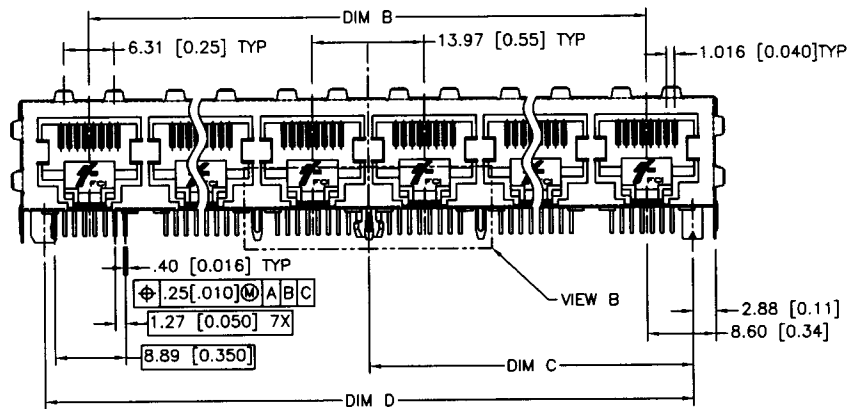 DIM B
6.31 [0.25] TYP
13.97 [0.55] TYP
1.016 [0.040]TYP
FCI
FCI
FCI
FCI
.40 [0.016] TYP
⌖ .25[.010]Ⓜ A B C
1.27 [0.050] 7X
8.89 [0.350]
VIEW B
2.88 [0.11]
8.60 [0.34]
DIM C
DIM D